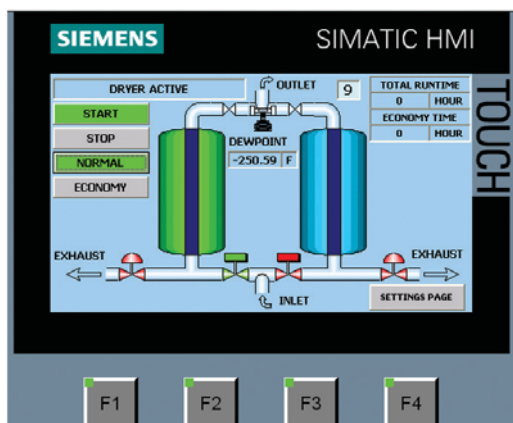 SIEMENS
SIMATIC HMI
TOUCH
DRYER ACTIVE
START
STOP
NORMAL
ECONOMY
OUTLET
9
TOTAL RUNTIME
0 HOUR
ECONOMY TIME
0 HOUR
DEWPOINT
-250.59 F
EXHAUST
EXHAUST
INLET
SETTINGS PAGE
F1
F2
F3
F4